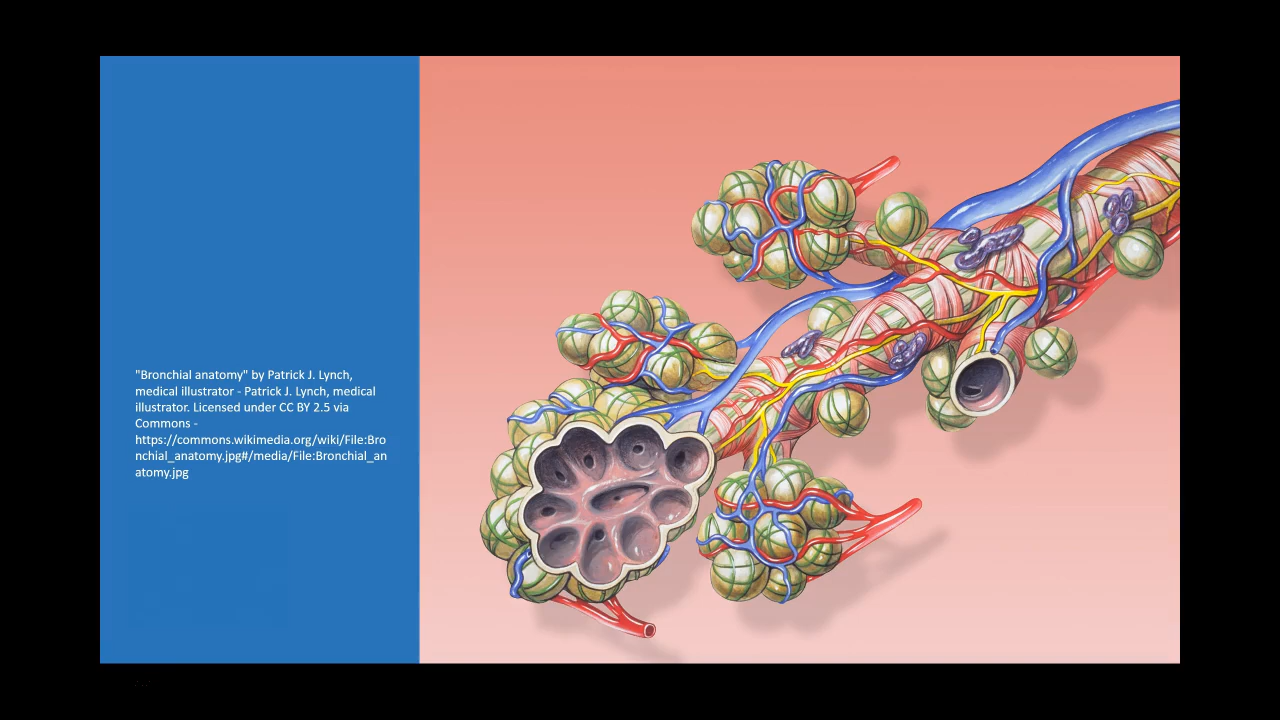 "Bronchial anatomy" by Patrick J. Lynch,
medical illustrator - Patrick J. Lynch, medical
illustrator. Licensed under CC BY 2.5 via
Commons -
https://commons.wikimedia.org/wiki/File:Bro
nchial_anatomy.jpg#/media/File:Bronchial_an
atomy.jpg